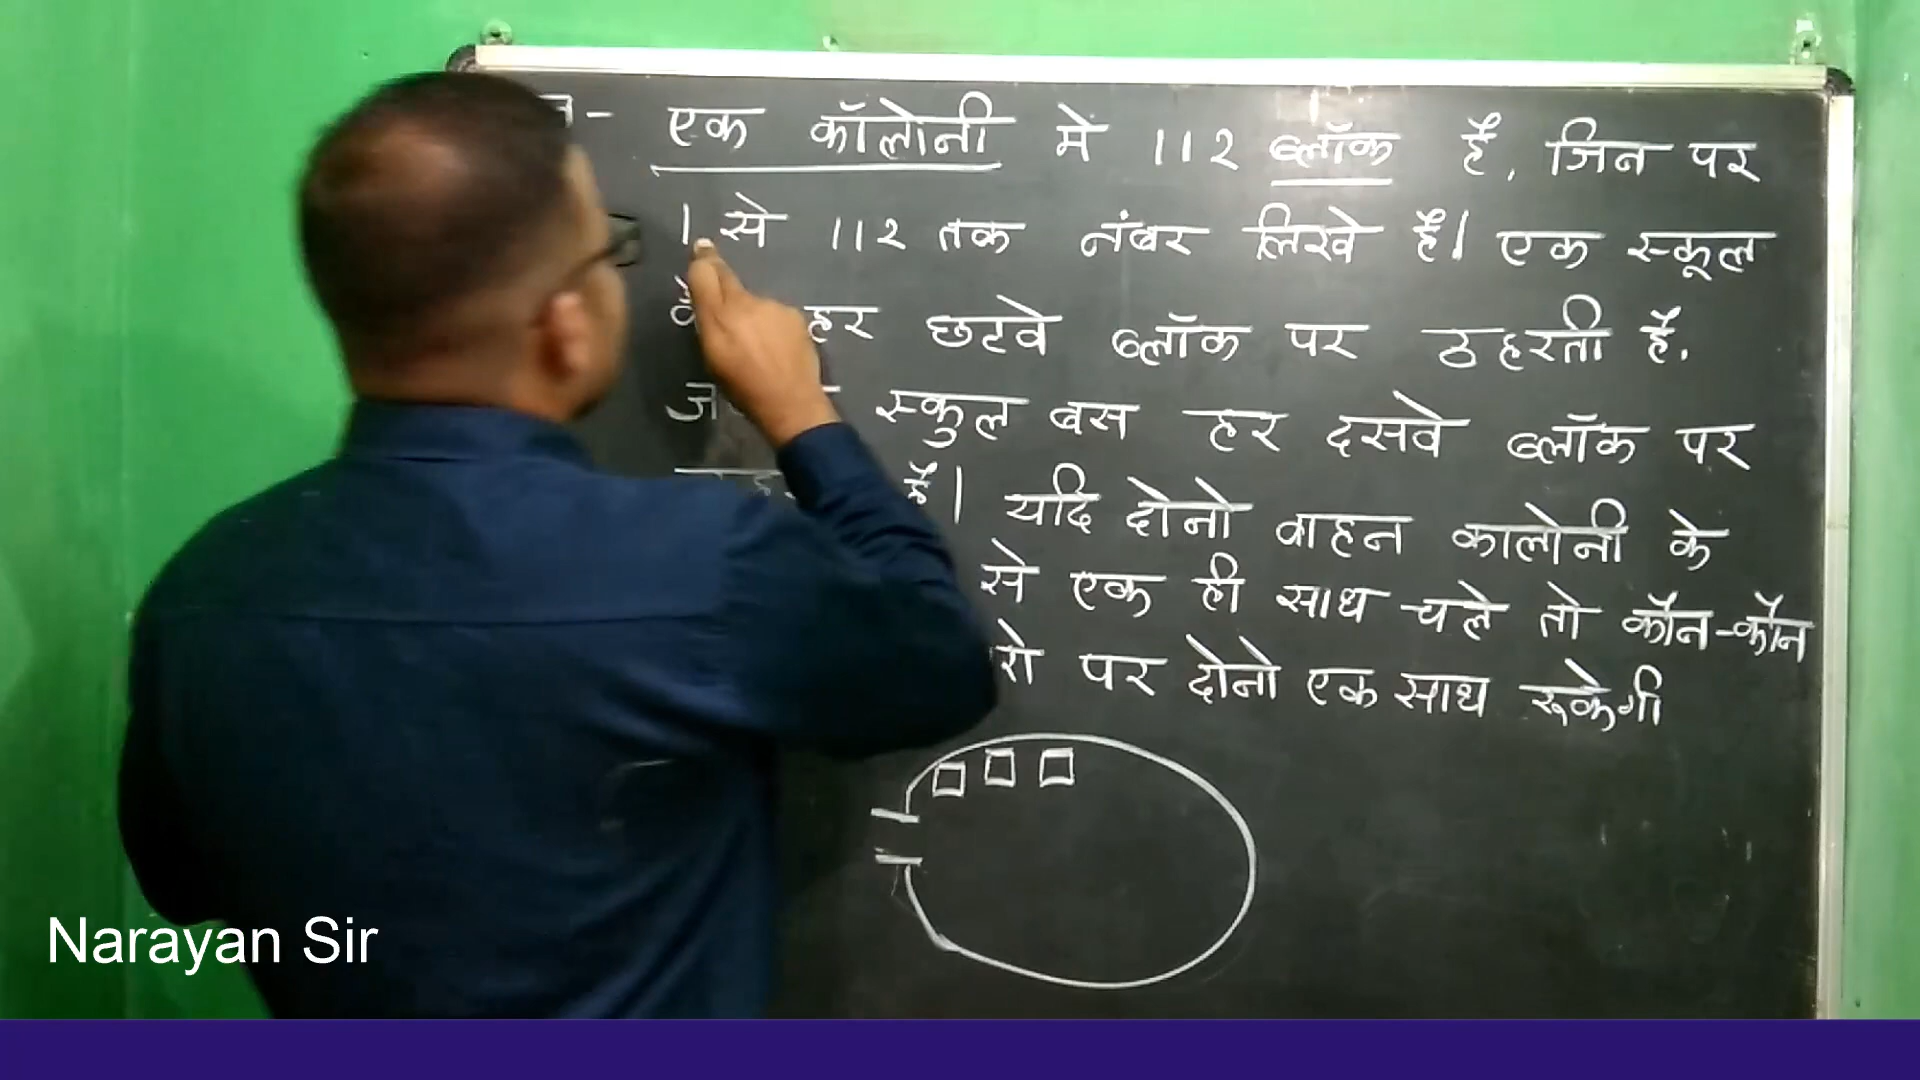 एक कॉलोनी में 112 ब्लॉक है, जिन पर
1 से 112 तक नंबर लिखे है। एक स्कूल
हर छटवे ब्लॉक पर ठहरती है.
स्कुल बस हर दसवे ब्लॉक पर
है। यदि दोनो वाहन कालोनी के
से एक ही साथ चले तो कौन-कौन
पर दोनो एक साथ रूकेगी
Narayan Sir